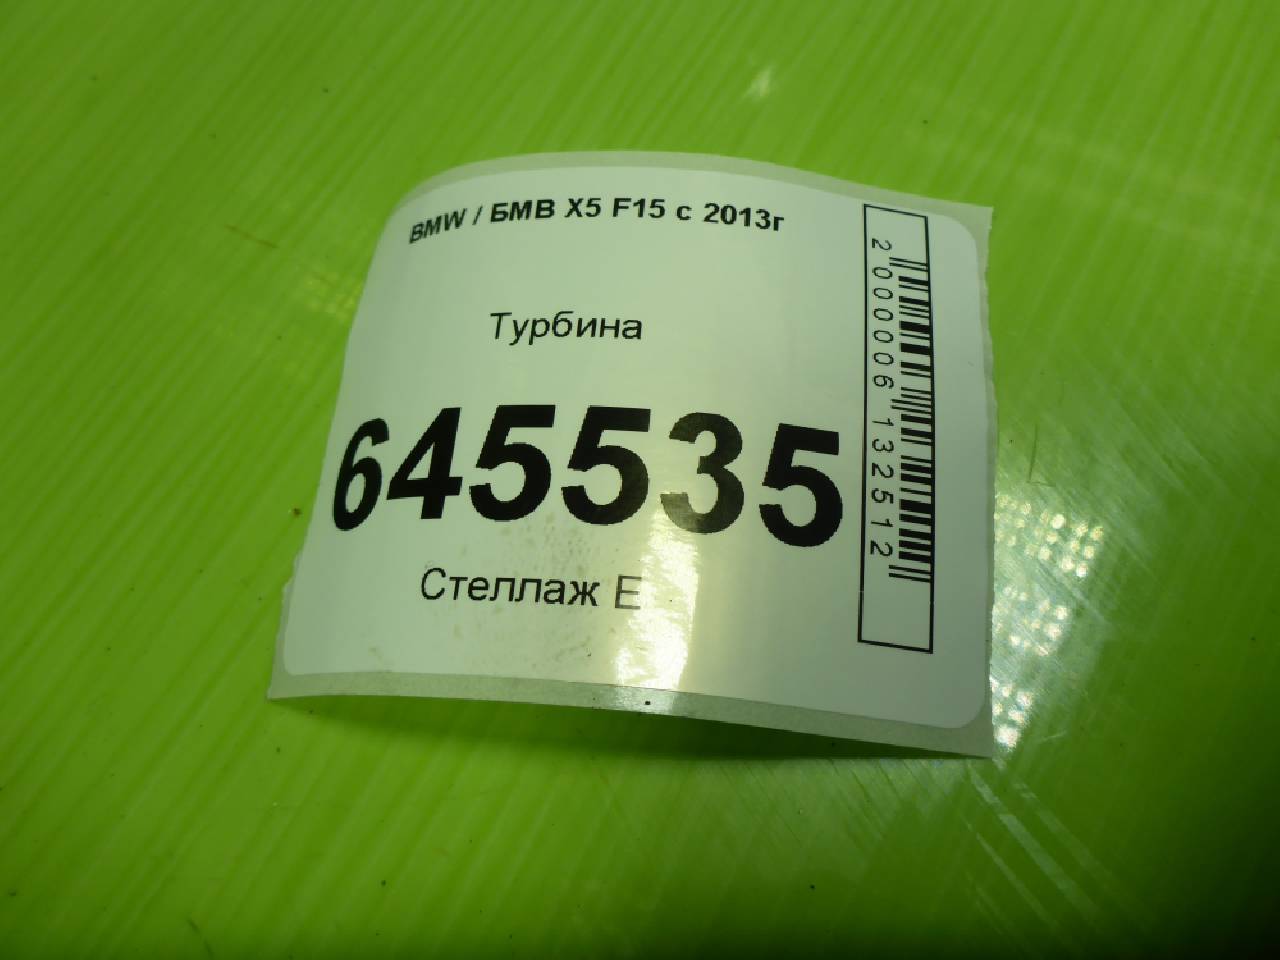 BMW / БМВ X5 F15 с 2013г
Турбина
645535
Стеллаж Е
2000006132512